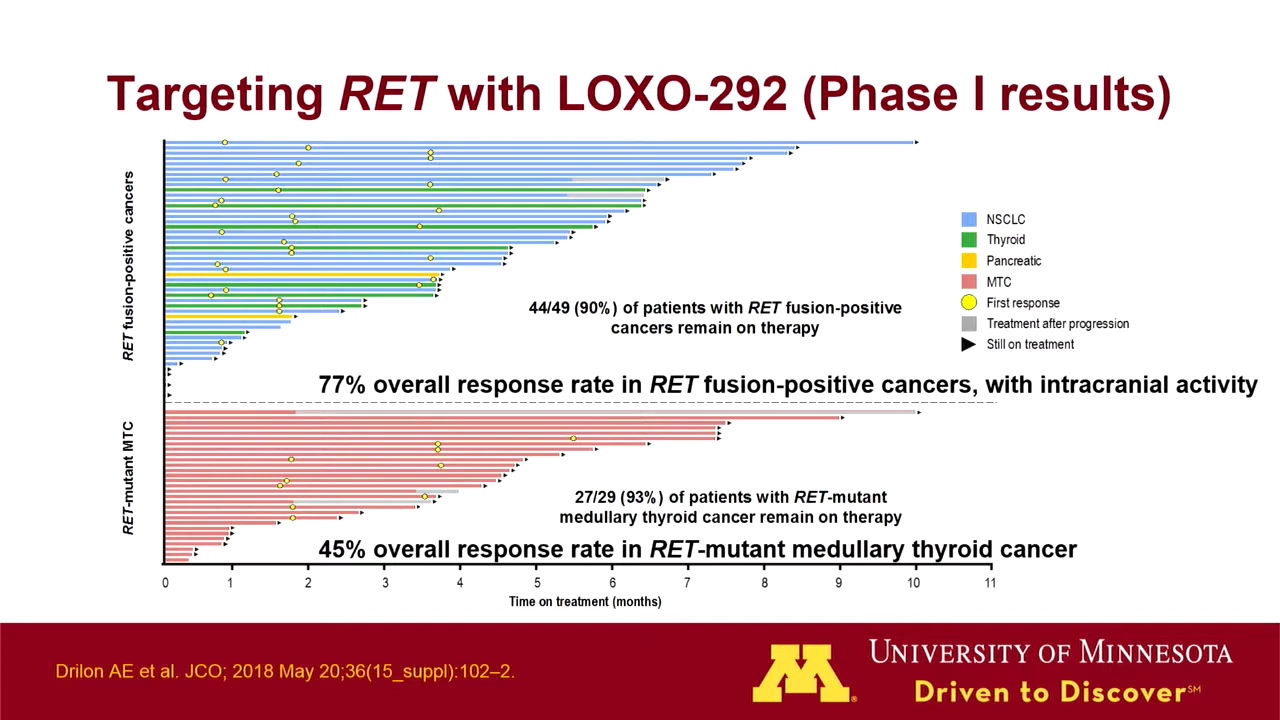 Targeting RET with LOXO-292 (Phase I results)
RET fusion-positive cancers
NSCLC
Thyroid
Pancreatic
MTC
First response
Treatment after progression
Still on treatment
44/49 (90%) of patients with RET fusion-positive
cancers remain on therapy
77% overall response rate in RET fusion-positive cancers, with intracranial activity
RET-mutant MTC
27/29 (93%) of patients with RET-mutant
medullary thyroid cancer remain on therapy
45% overall response rate in RET-mutant medullary thyroid cancer
0 1 2 3 4 5 6 7 8 9 10 11
Time on treatment (months)
Drilon AE et al. JCO; 2018 May 20;36(15_suppl):102–2.
M®
UNIVERSITY OF MINNESOTA
Driven to Discover℠